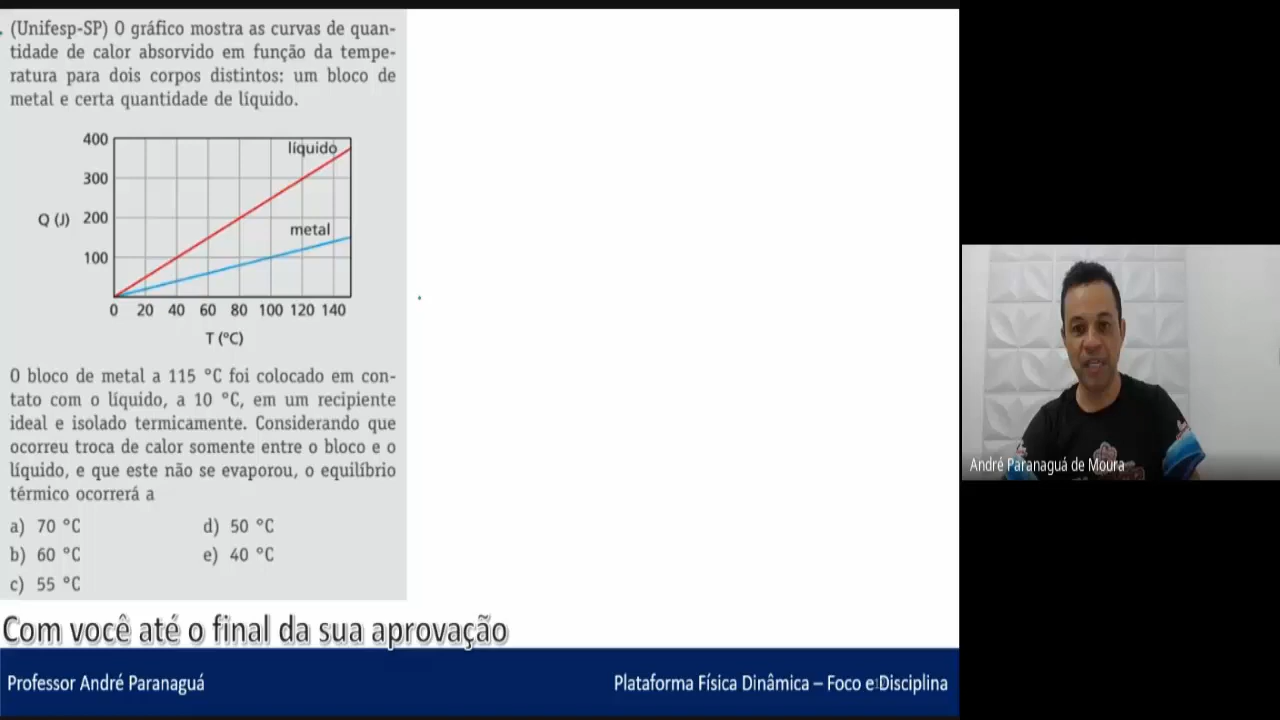 (Unifesp-SP) O gráfico mostra as curvas de quan-
tidade de calor absorvido em função da tempe-
ratura para dois corpos distintos: um bloco de
metal e certa quantidade de líquido.
400
líquido
300
Q (J)
200
metal
100
0 20 40 60 80 100 120 140
T (°C)
O bloco de metal a 115 °C foi colocado em con-
tato com o líquido, a 10 °C, em um recipiente
ideal e isolado termicamente. Considerando que
ocorreu troca de calor somente entre o bloco e o
líquido, e que este não se evaporou, o equilíbrio
térmico ocorrerá a
a) 70 °C
d) 50 °C
b) 60 °C
e) 40 °C
c) 55 °C
Com você até o final da sua aprovação
Professor André Paranaguá
Plataforma Física Dinâmica – Foco e Disciplina
André Paranaguá de Moura